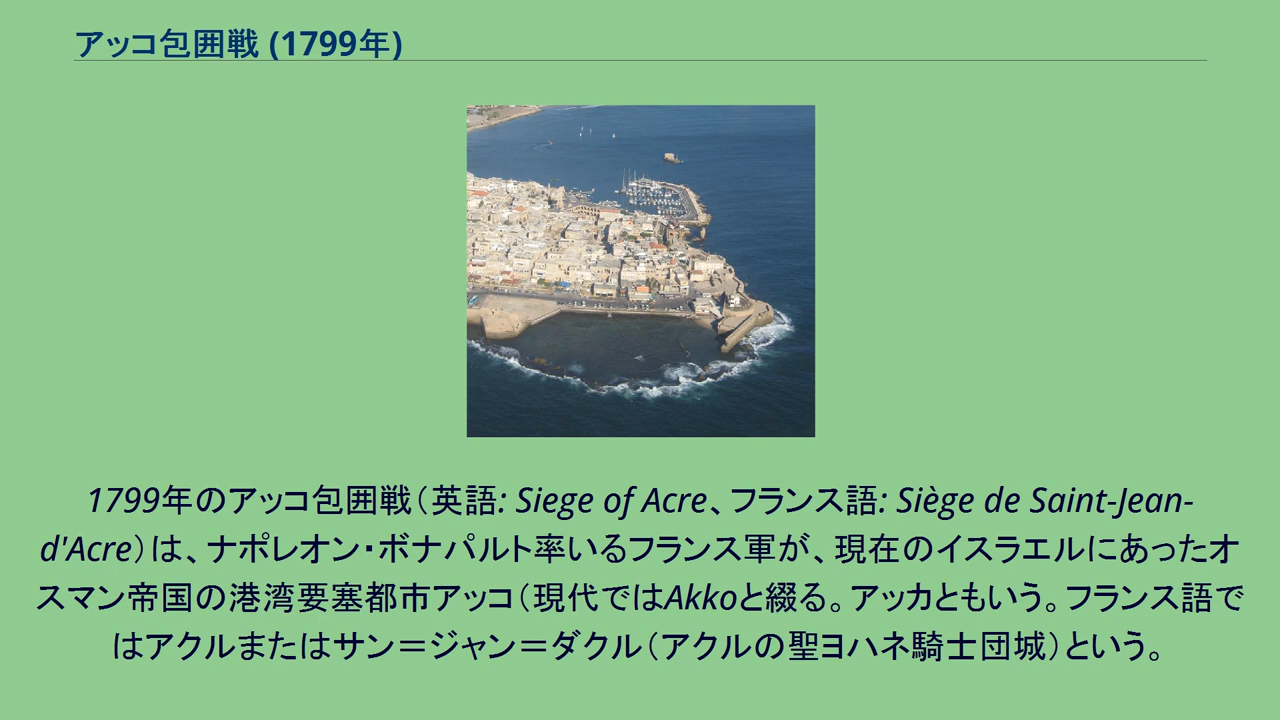 アッコ包囲戦 (1799年)
1799年のアッコ包囲戦（英語: Siege of Acre、フランス語: Siège de Saint-Jean-
d'Acre）は、ナポレオン・ボナパルト率いるフランス軍が、現在のイスラエルにあったオ
スマン帝国の港湾要塞都市アッコ（現代ではAkkoと綴る。アッカともいう。フランス語で
はアクルまたはサン＝ジャン＝ダクル（アクルの聖ヨハネ騎士団城）という。